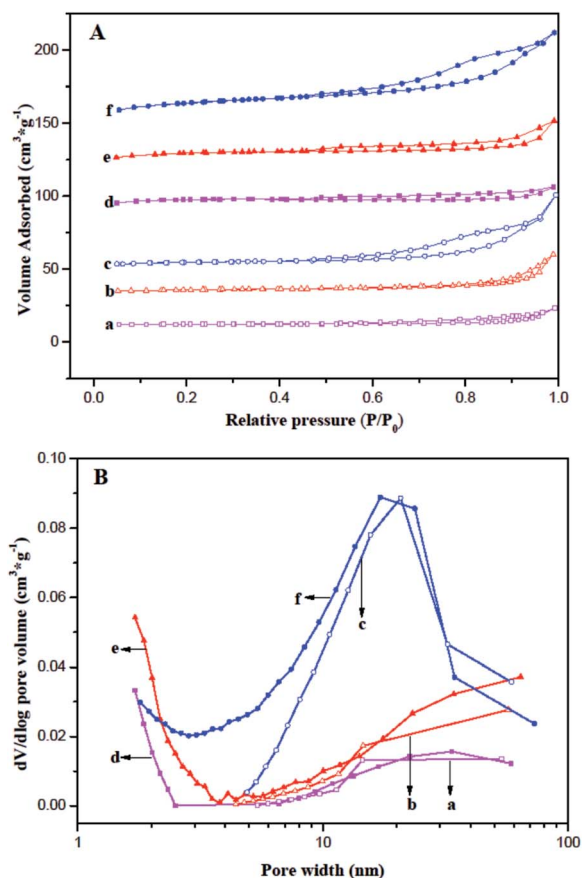 A
200
150
100
50
0
Volume Adsorbed (cm³*g⁻¹)
f
e
d
c
b
a
0.0 0.2 0.4 0.6 0.8 1.0
Relative pressure (P/P₀)
B
0.10
0.08
0.06
0.04
0.02
0.00
dV/dlog pore volume (cm³*g⁻¹)
f
c
e
d
b a
1 10 100
Pore width (nm)